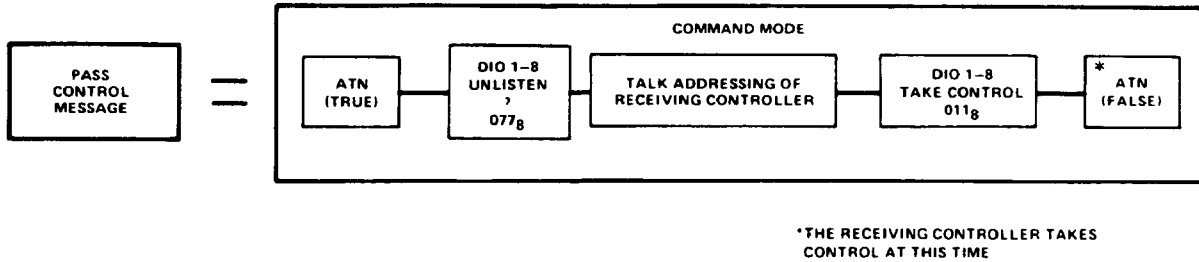 COMMAND MODE
PASS
CONTROL
MESSAGE
=
ATN
(TRUE)
DIO 1-8
UNLISTEN
?
077₈
TALK ADDRESSING OF
RECEIVING CONTROLLER
DIO 1-8
TAKE CONTROL
011₈
*
ATN
(FALSE)
*THE RECEIVING CONTROLLER TAKES
CONTROL AT THIS TIME